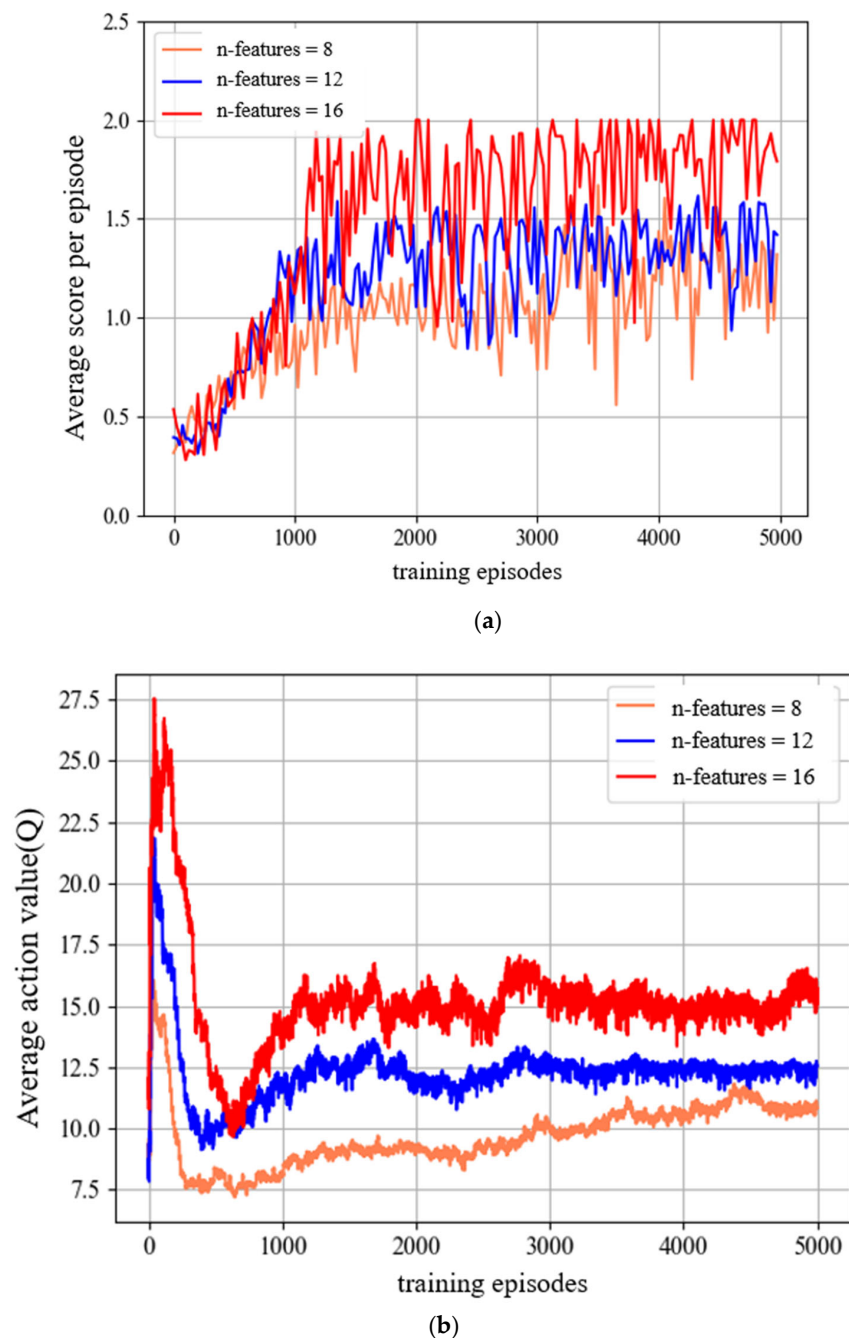 2.5
n-features = 8
n-features = 12
n-features = 16
2.0
1.5
1.0
0.5
0.0
Average score per episode
0 1000 2000 3000 4000 5000
training episodes
(a)
27.5
n-features = 8
n-features = 12
n-features = 16
25.0
22.5
20.0
17.5
15.0
12.5
10.0
7.5
Average action value(Q)
0 1000 2000 3000 4000 5000
training episodes
(b)